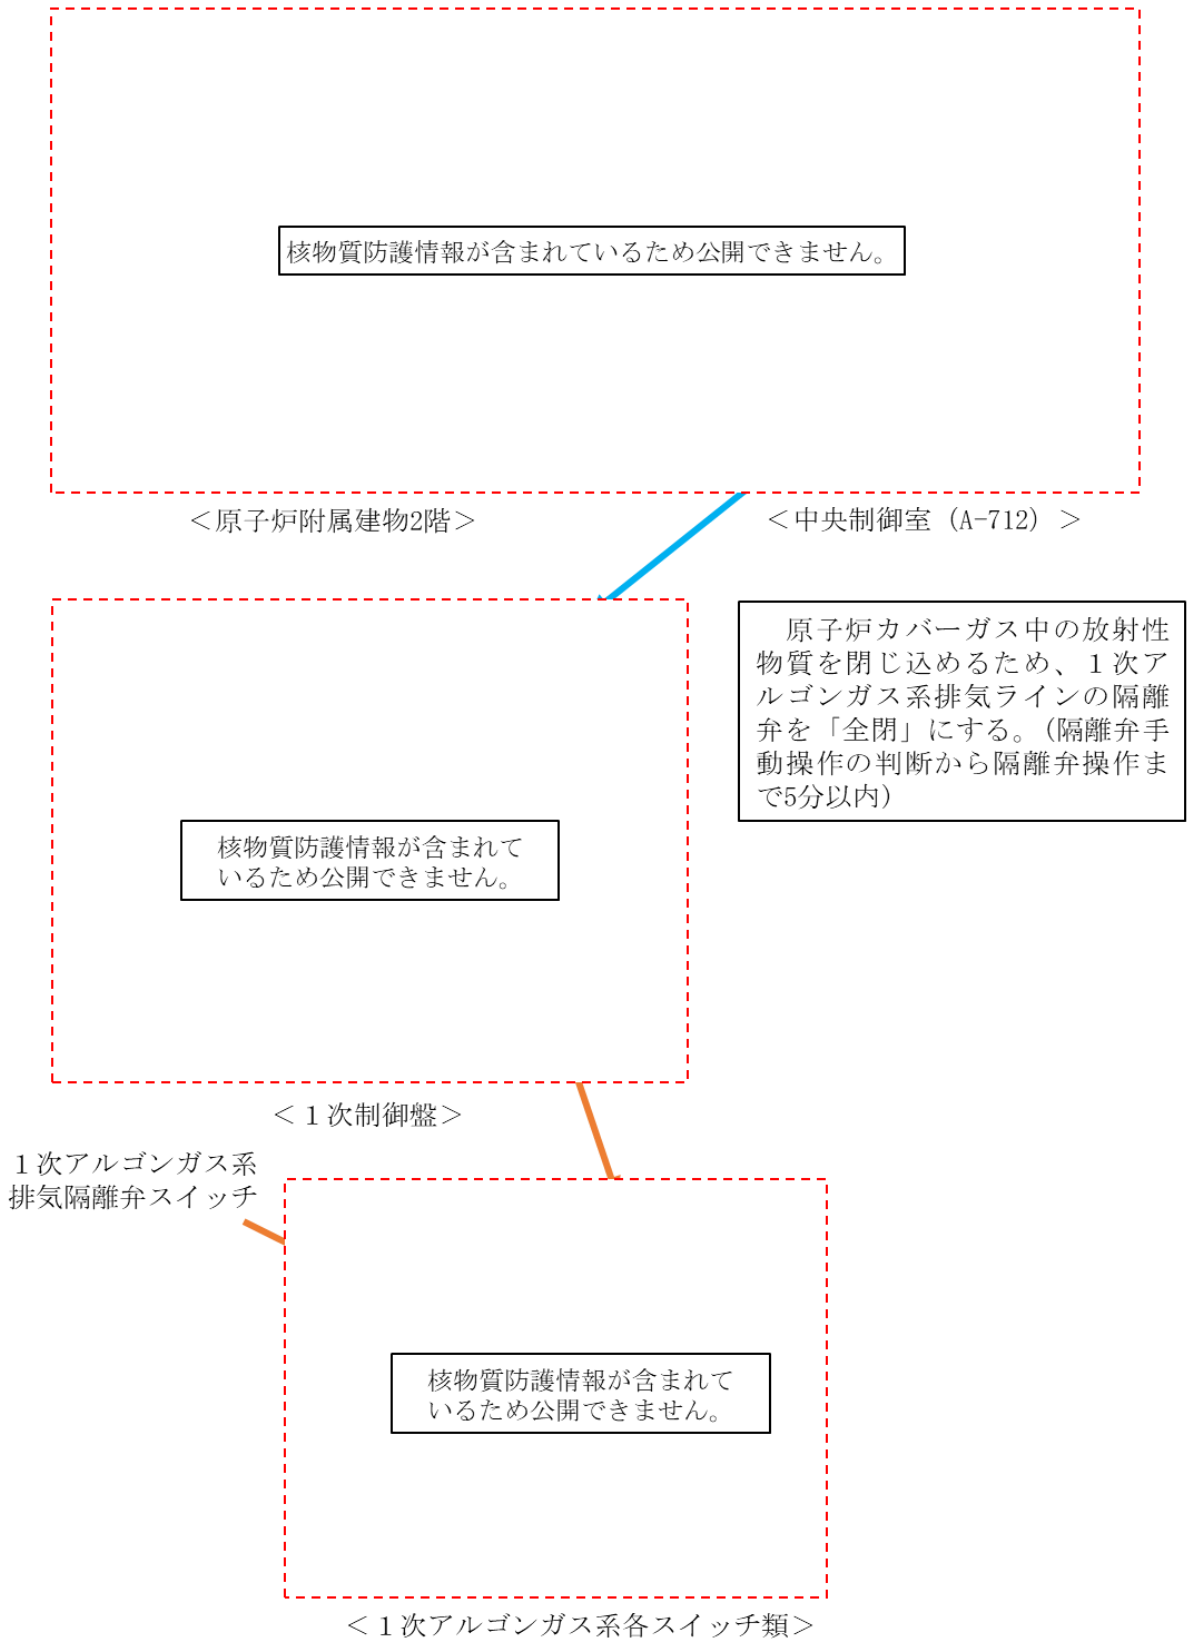 核物質防護情報が含まれているため公開できません。
＜原子炉附属建物2階＞
＜中央制御室（A-712）＞
原子炉カバーガス中の放射性
物質を閉じ込めるため、１次ア
ルゴンガス系排気ラインの隔離
弁を「全閉」にする。（隔離弁手
動操作の判断から隔離弁操作ま
で5分以内）
核物質防護情報が含まれて
いるため公開できません。
＜１次制御盤＞
１次アルゴンガス系
排気隔離弁スイッチ
核物質防護情報が含まれて
いるため公開できません。
＜１次アルゴンガス系各スイッチ類＞